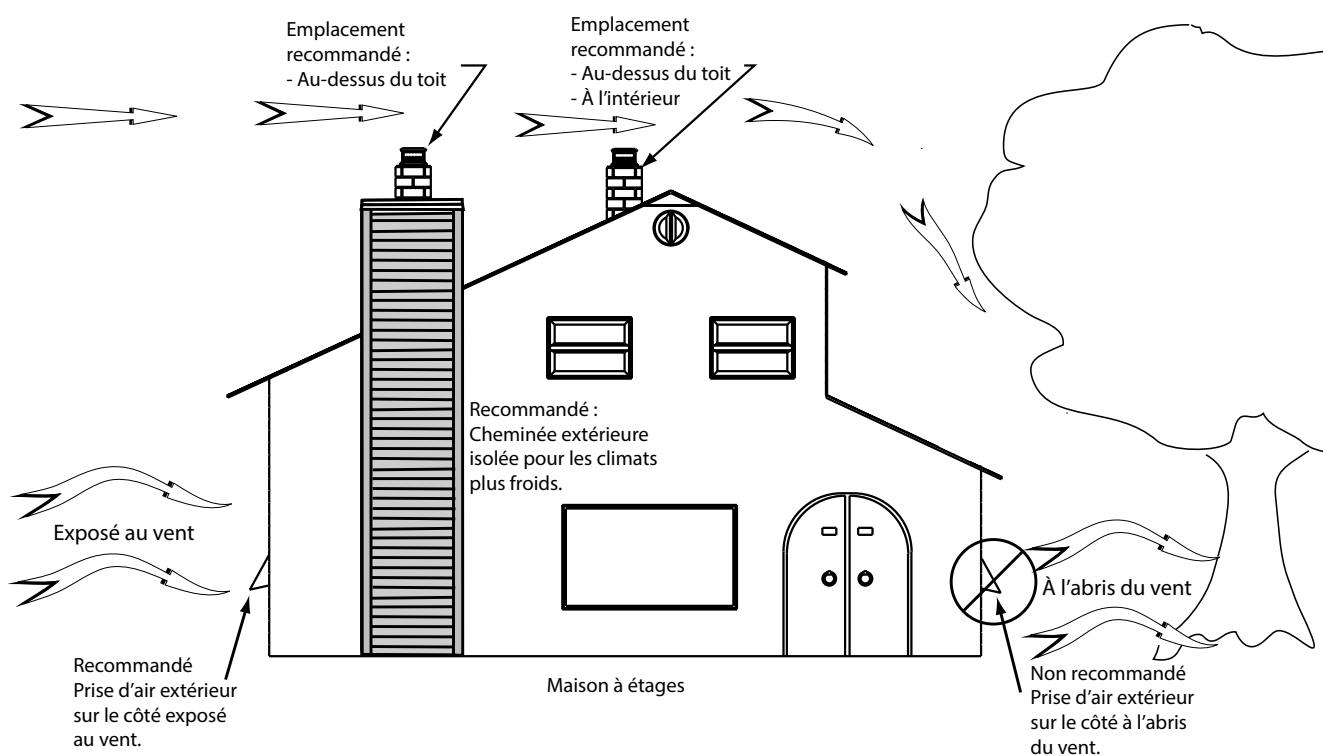 Emplacement
recommandé :
- Au-dessus du toit
Emplacement
recommandé :
- Au-dessus du toit
- À l'intérieur
Recommandé :
Cheminée extérieure
isolée pour les climats
plus froids.
Exposé au vent
À l'abris du vent
Recommandé
Prise d'air extérieur
sur le côté exposé
au vent.
Maison à étages
Non recommandé
Prise d'air extérieur
sur le côté à l'abris
du vent.